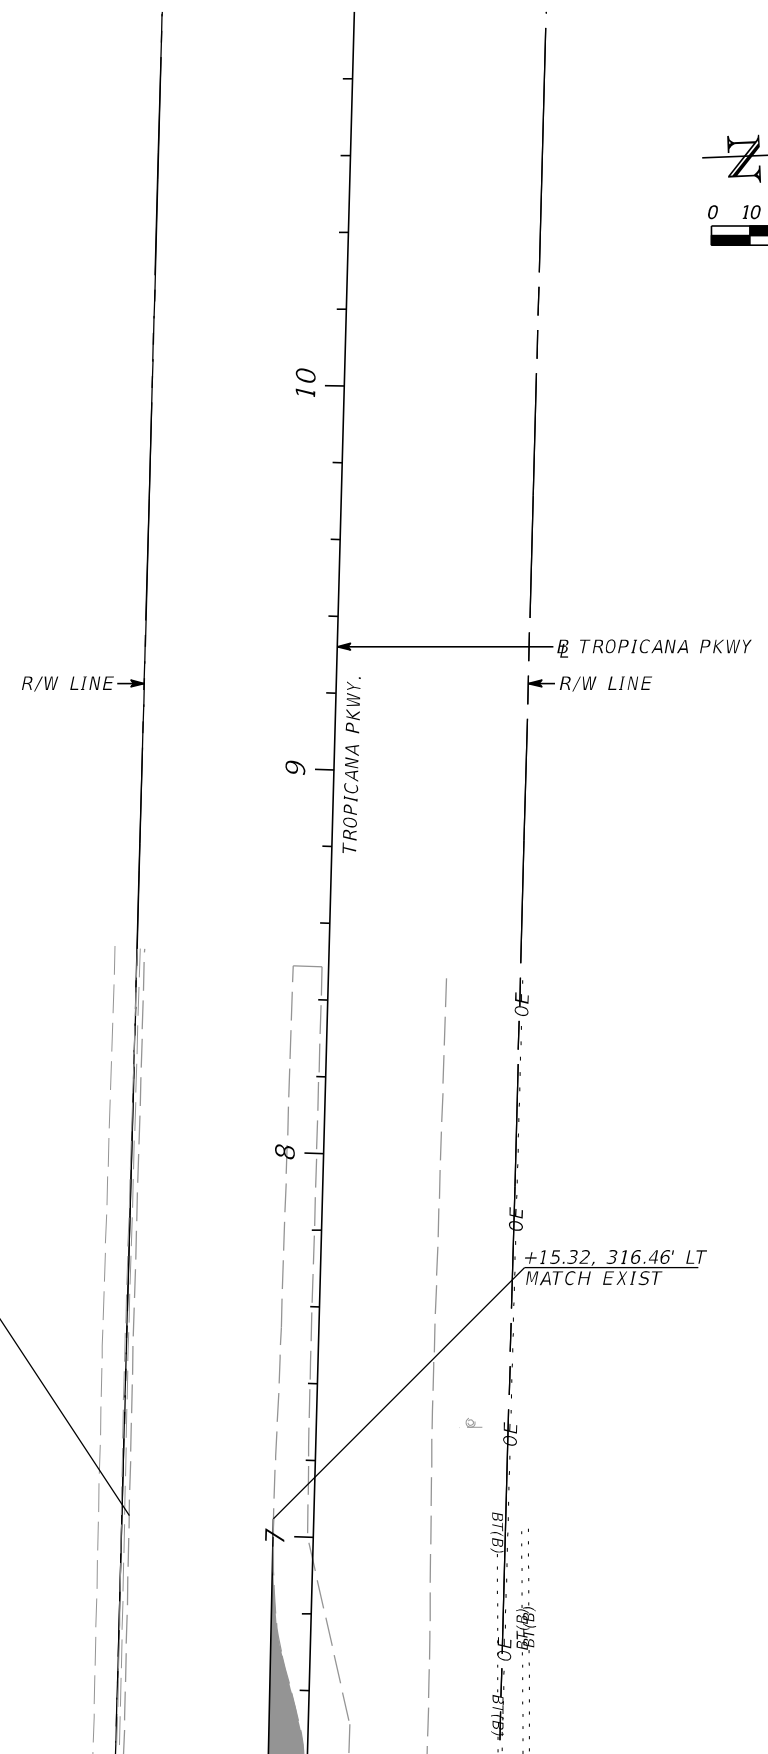 N
0 10
10
BL TROPICANA PKWY
R/W LINE
R/W LINE
TROPICANA PKWY.
9
OE
8
OE
+15.32, 316.46' LT
MATCH EXIST
OE
7
BT(B)
BT(B)
BT(B)
OE
BT(B)